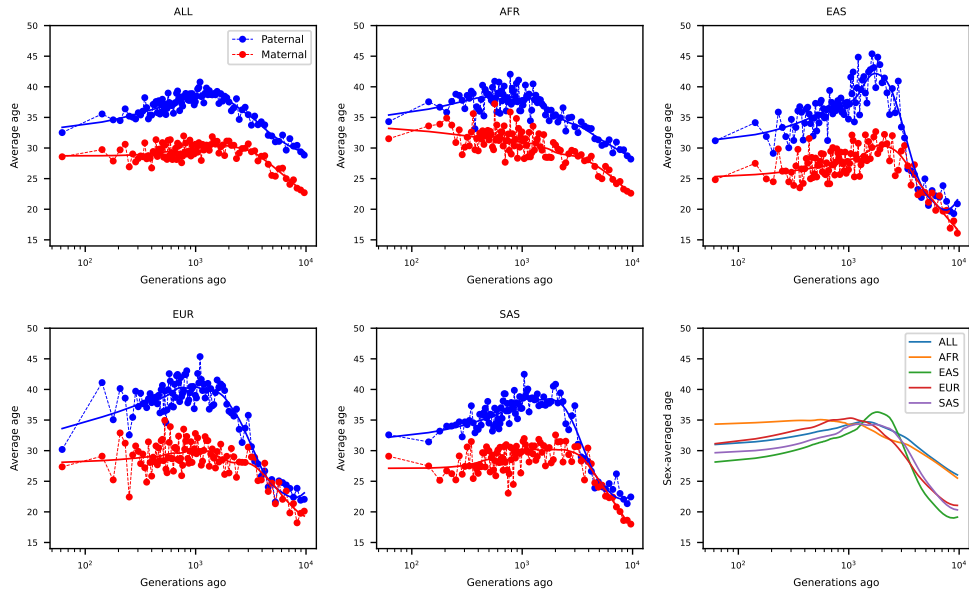 ALL
50
45
40
35
30
25
20
15
Average age
Paternal
Maternal
10²
10³
10⁴
Generations ago
AFR
50
45
40
35
30
25
20
15
Average age
10²
10³
10⁴
Generations ago
EAS
50
45
40
35
30
25
20
15
Average age
10²
10³
10⁴
Generations ago
EUR
50
45
40
35
30
25
20
15
Average age
10²
10³
10⁴
Generations ago
SAS
50
45
40
35
30
25
20
15
Average age
10²
10³
10⁴
Generations ago
50
45
40
35
30
25
20
15
Sex-averaged age
ALL
AFR
EAS
EUR
SAS
10²
10³
10⁴
Generations ago